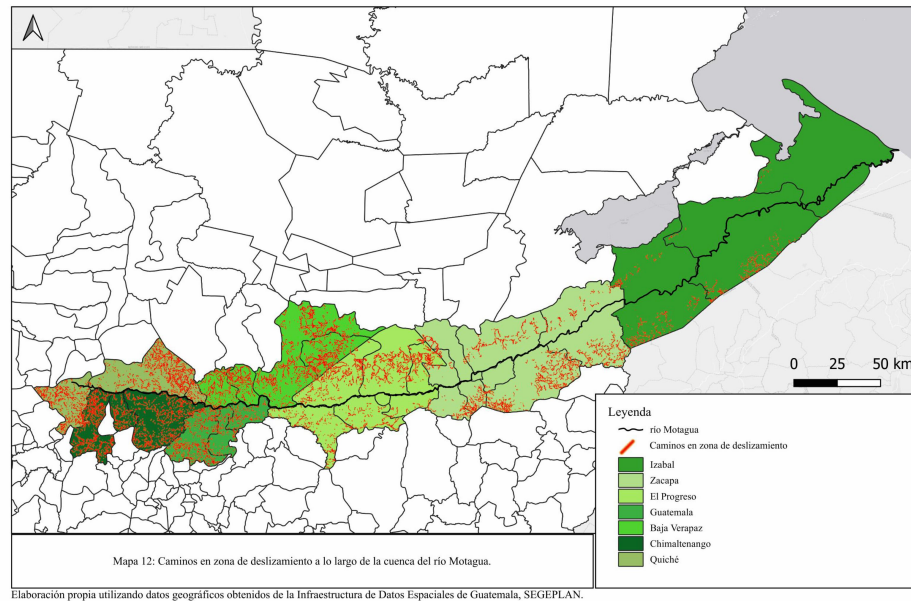 0 25 50 km
Leyenda
río Motagua
Caminos en zona de deslizamiento
Izabal
Zacapa
El Progreso
Guatemala
Baja Verapaz
Chimaltenango
Quiché
Mapa 12: Caminos en zona de deslizamiento a lo largo de la cuenca del río Motagua.
Elaboración propia utilizando datos geográficos obtenidos de la Infraestructura de Datos Espaciales de Guatemala, SEGEPLAN.